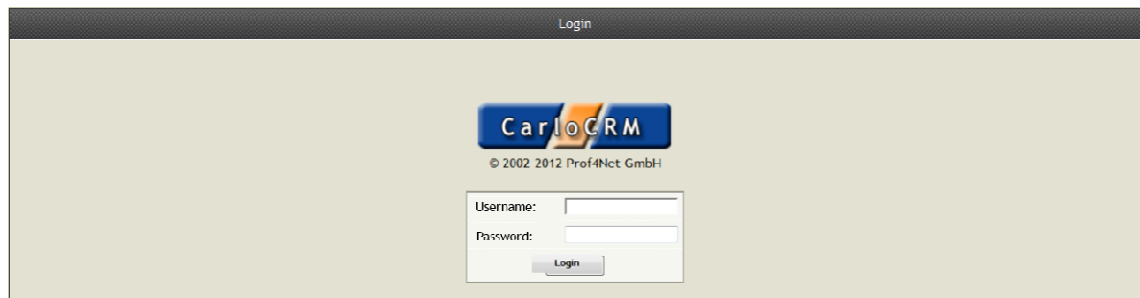 Login
CarloCRM
© 2002 2012 Prof4Net GmbH
Username:
Password:
Login